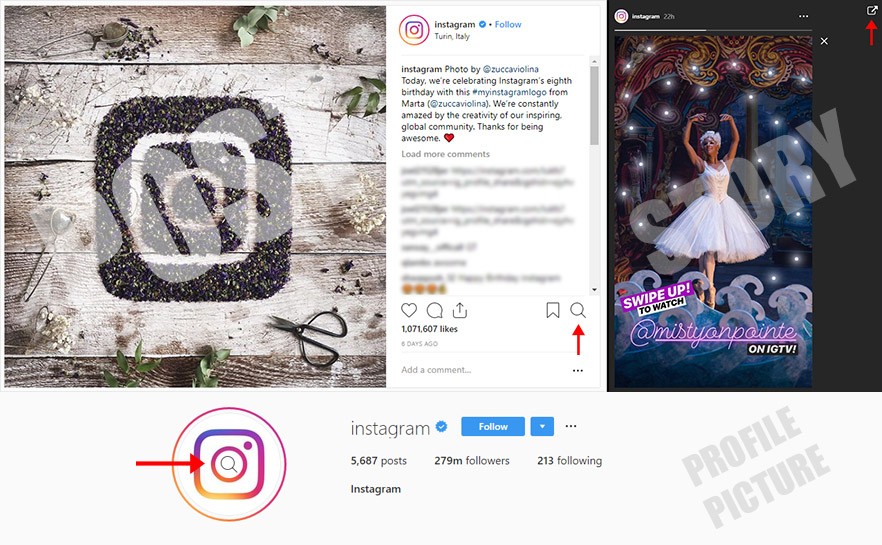 instagram • Follow
Turin, Italy
instagram Photo by @zuccaviolina
Today, we're celebrating Instagram's eighth
birthday with this #myinstagramlogo from
Marta (@zuccaviolina). We're constantly
amazed by the creativity of our inspiring,
global community. Thanks for being
awesome. ❤️
Load more comments
1,071,607 likes
6 DAYS AGO
Add a comment...
POST
instagram 22h
STORY
SWIPE UP!
TO WATCH
@mistyonpointe
ON IGTV!
instagram Follow
5,687 posts 279m followers 213 following
Instagram
PROFILE
PICTURE